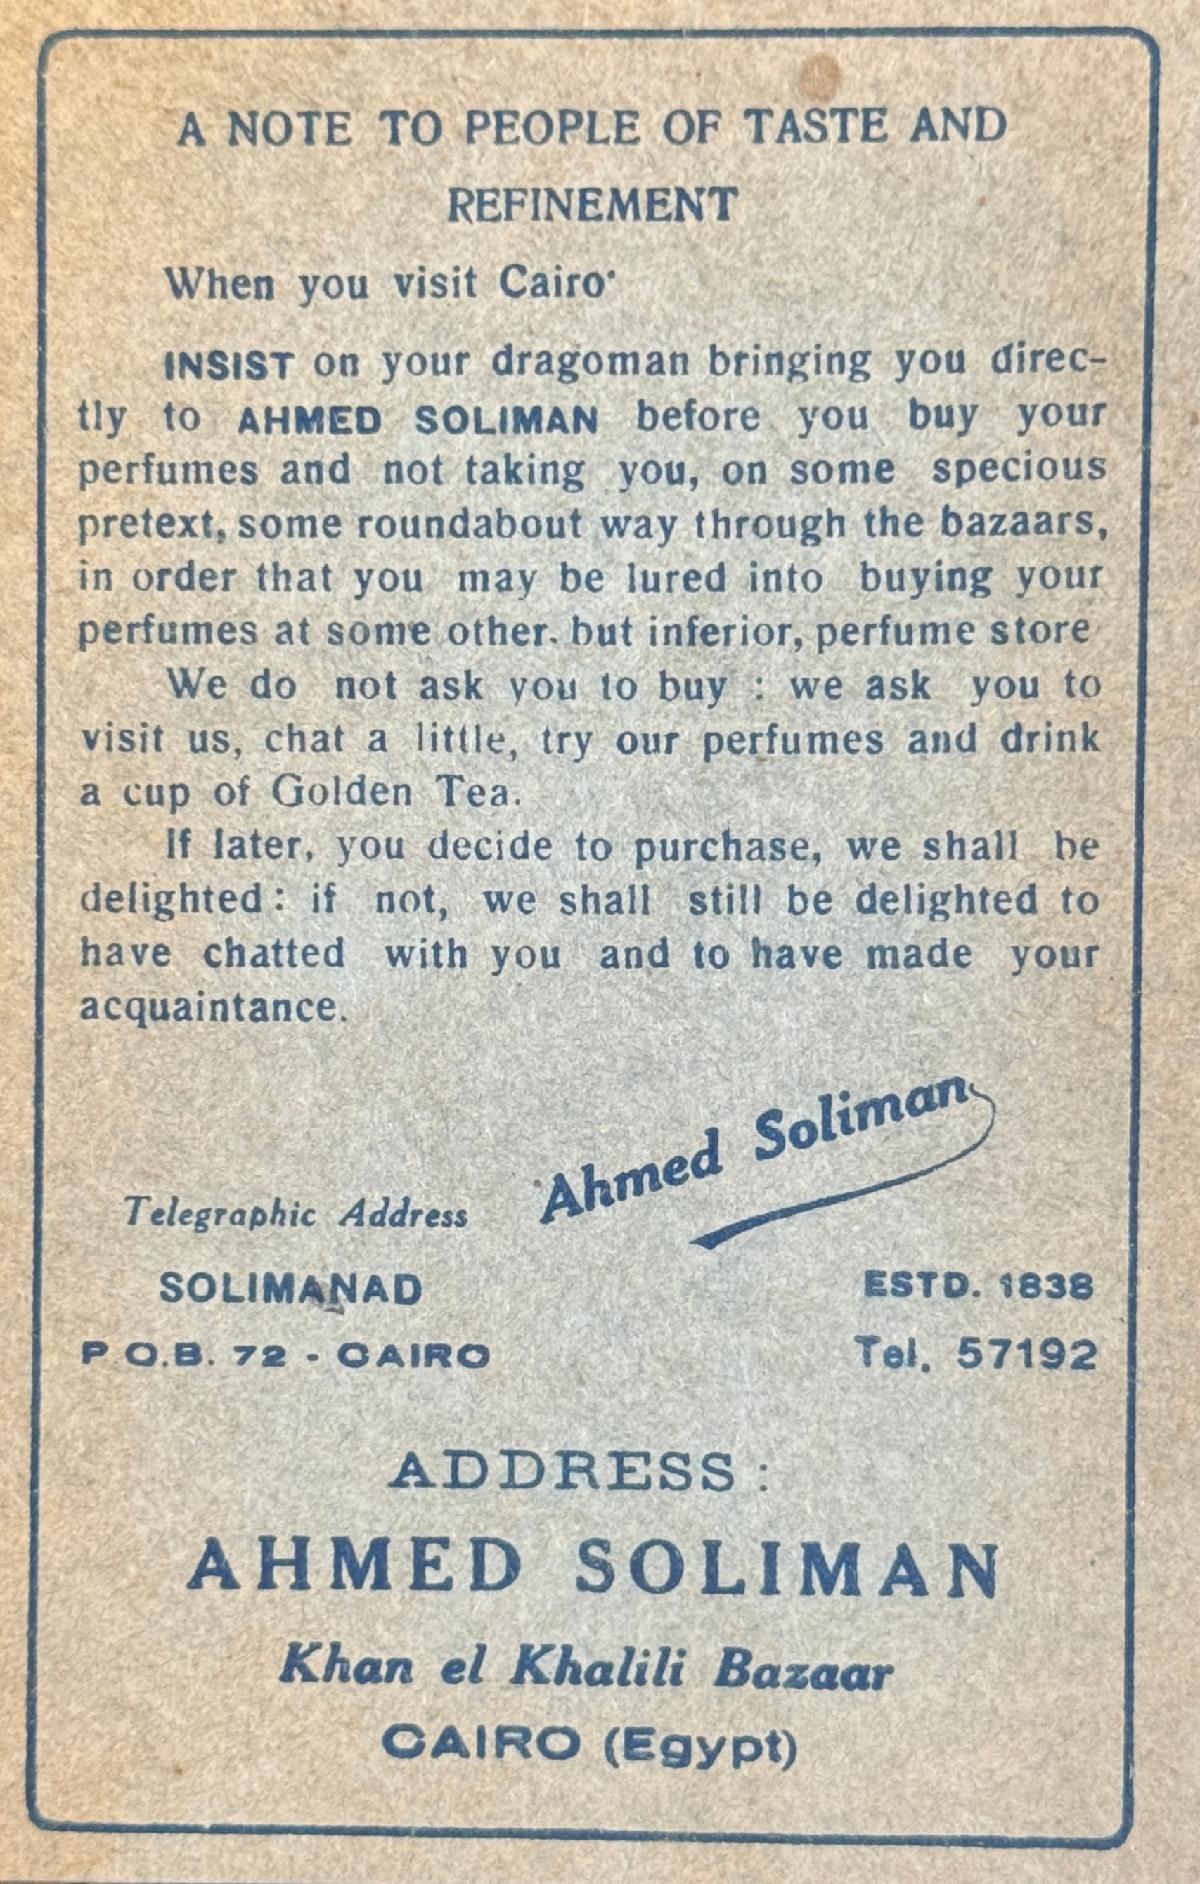 A NOTE TO PEOPLE OF TASTE AND
REFINEMENT
When you visit Cairo·
INSIST on your dragoman bringing you direc-
tly to AHMED SOLIMAN before you buy your
perfumes and not taking you, on some specious
pretext, some roundabout way through the bazaars,
in order that you may be lured into buying your
perfumes at some other. but inferior, perfume store
We do not ask you to buy : we ask you to
visit us, chat a little, try our perfumes and drink
a cup of Golden Tea.
If later, you decide to purchase, we shall be
delighted : if not, we shall still be delighted to
have chatted with you and to have made your
acquaintance.
Ahmed Soliman
Telegraphic Address
SOLIMANAD
ESTD. 1838
P.O.B. 72 - CAIRO
Tel. 57192
ADDRESS :
AHMED SOLIMAN
Khan el Khalili Bazaar
CAIRO (Egypt)